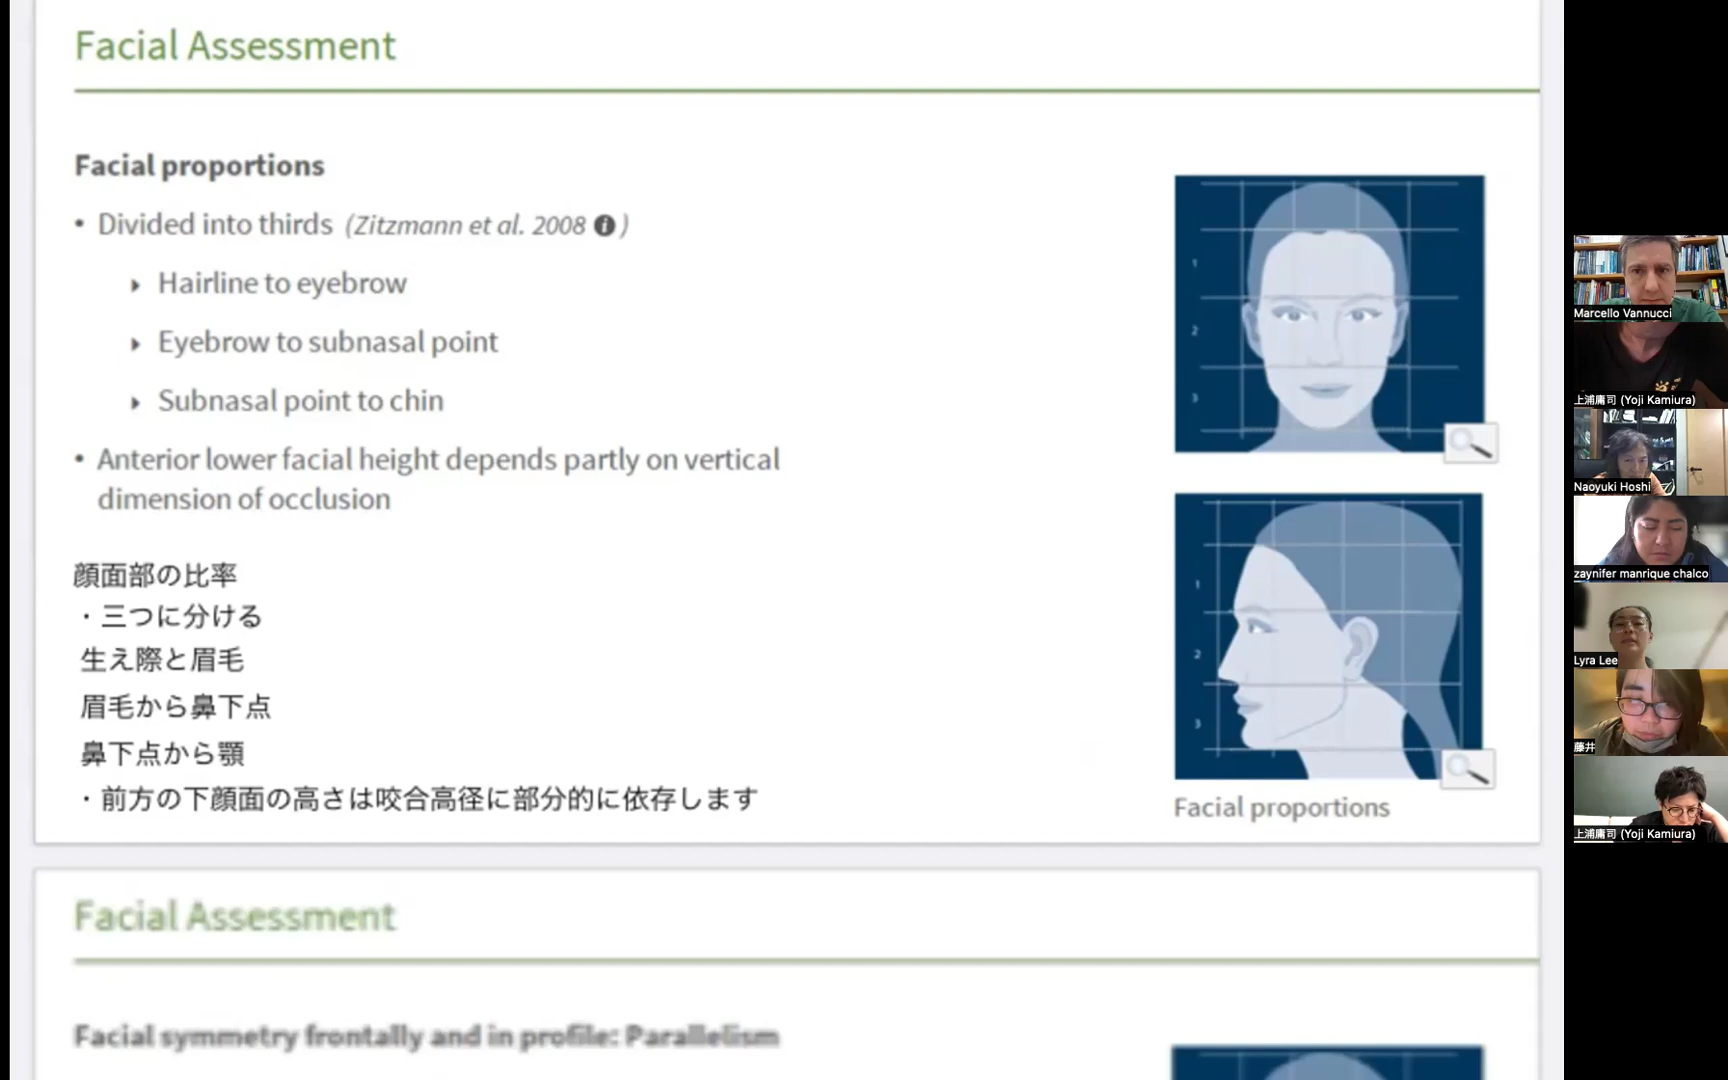 Facial Assessment
Facial proportions
• Divided into thirds (Zitzmann et al. 2008 i )
Hairline to eyebrow
Eyebrow to subnasal point
Subnasal point to chin
• Anterior lower facial height depends partly on vertical
dimension of occlusion
顔面部の比率
・三つに分ける
生え際と眉毛
眉毛から鼻下点
鼻下点から顎
・前方の下顔面の高さは咬合高径に部分的に依存します
1
2
3
1
2
3
Facial proportions
Facial Assessment
Facial symmetry frontally and in profile: Parallelism
Marcello Vannucci
上浦庸司 (Yoji Kamiura)
Naoyuki Hoshi
zaynifer manrique chalco
Lyra Lee
藤井
上浦庸司 (Yoji Kamiura)